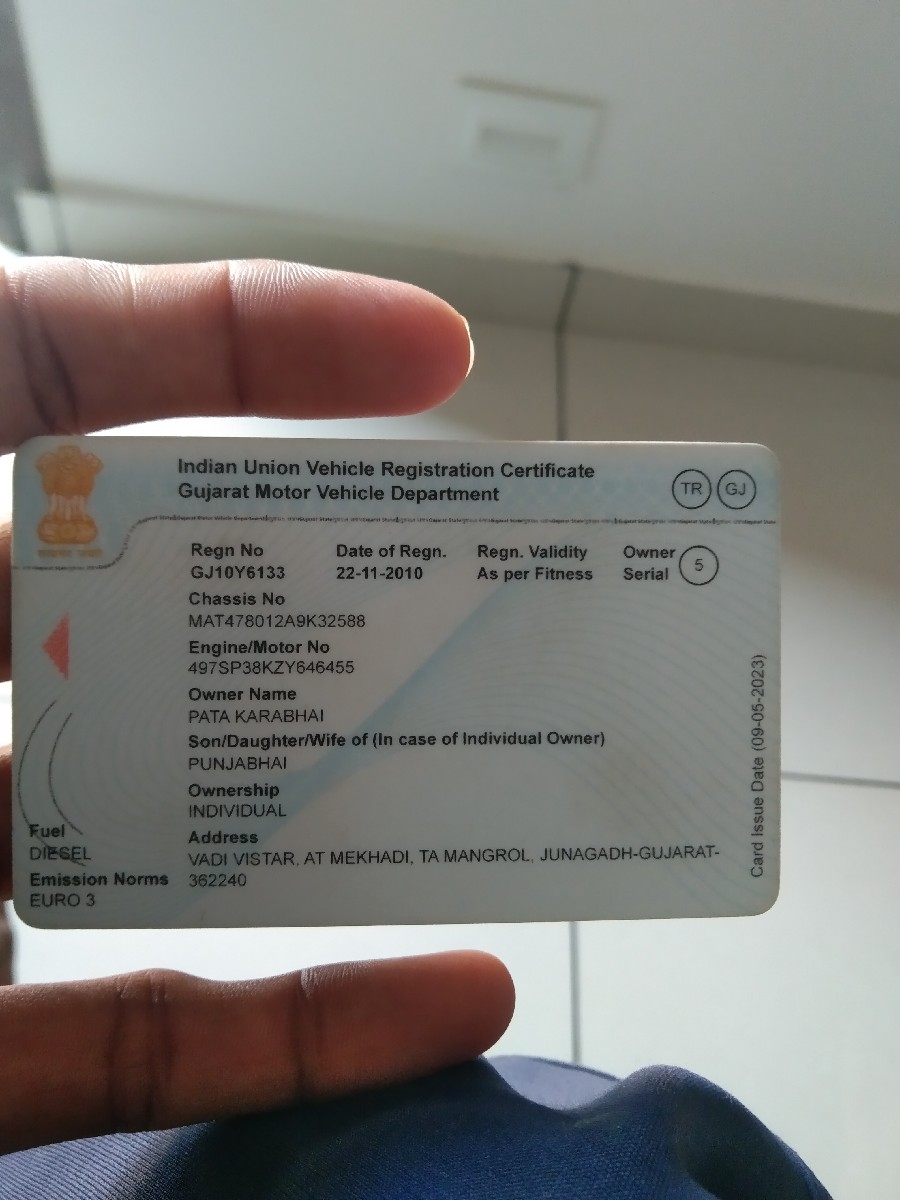 Indian Union Vehicle Registration Certificate
Gujarat Motor Vehicle Department
TR GJ
Regn No Date of Regn. Regn. Validity Owner
GJ10Y6133 22-11-2010 As per Fitness Serial 5
Chassis No
MAT478012A9K32588
Engine/Motor No
497SP38KZY646455
Owner Name
PATA KARABHAI
Son/Daughter/Wife of (In case of Individual Owner)
PUNJABHAI
Ownership
INDIVIDUAL
Address
VADI VISTAR, AT MEKHADI, TA MANGROL, JUNAGADH-GUJARAT-
362240
Fuel
DIESEL
Emission Norms
EURO 3
Card Issue Date (09-05-2023)